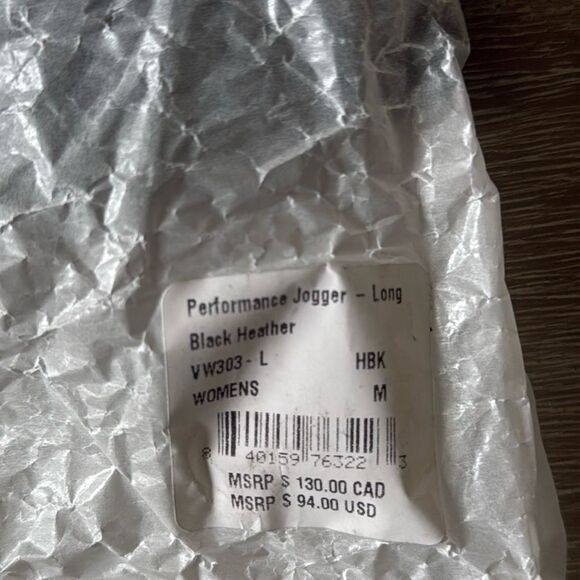 Performance Jogger – Long
Black Heather
VW303 - L HBK
WOMENS M
8 40159 76322 3
MSRP $ 130.00 CAD
MSRP $ 94.00 USD